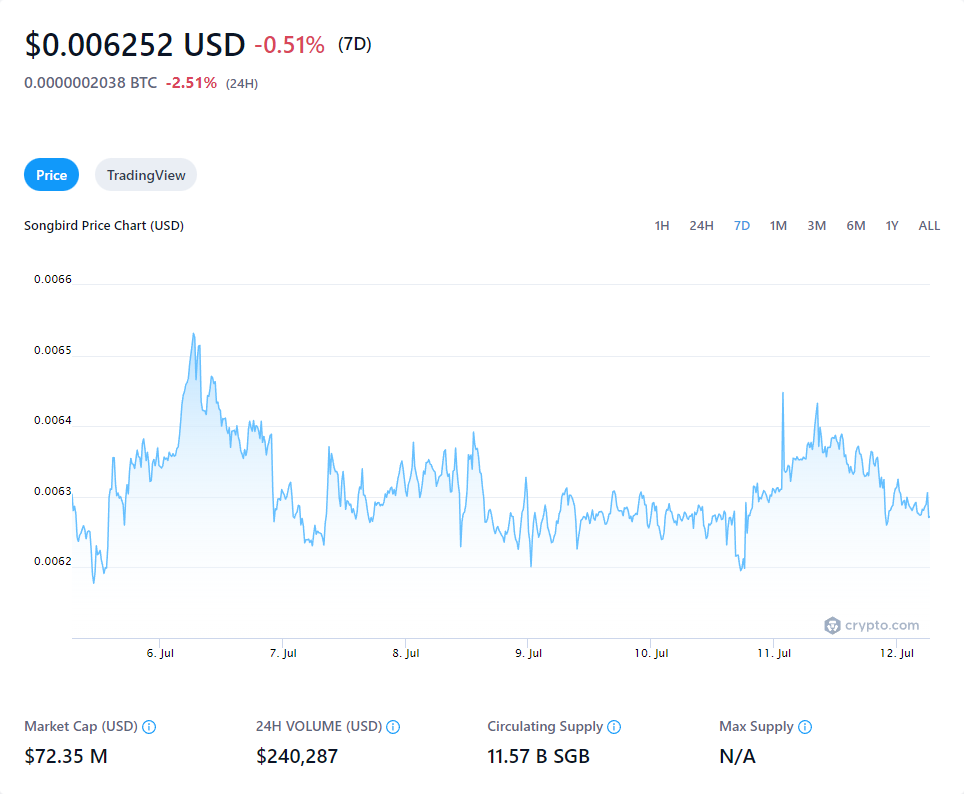 $0.006252 USD -0.51% (7D)
0.0000002038 BTC -2.51% (24H)
Price TradingView
Songbird Price Chart (USD) 1H 24H 7D 1M 3M 6M 1Y ALL
0.0066
0.0065
0.0064
0.0063
0.0062
crypto.com
6. Jul 7. Jul 8. Jul 9. Jul 10. Jul 11. Jul 12. Jul
Market Cap (USD) 24H VOLUME (USD) Circulating Supply Max Supply
$72.35 M $240,287 11.57 B SGB N/A